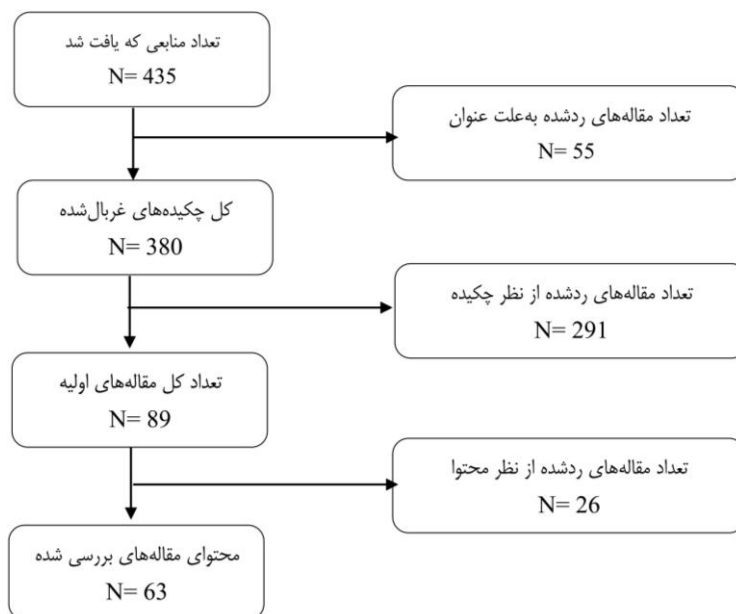 تعداد منابعی که یافت شد
N= 435
تعداد مقاله‌های ردشده به‌علت عنوان
N= 55
کل چکیده‌های غربال‌شده
N= 380
تعداد مقاله‌های ردشده از نظر چکیده
N= 291
تعداد کل مقاله‌های اولیه
N= 89
تعداد مقاله‌های ردشده از نظر محتوا
N= 26
محتوای مقاله‌های بررسی شده
N= 63